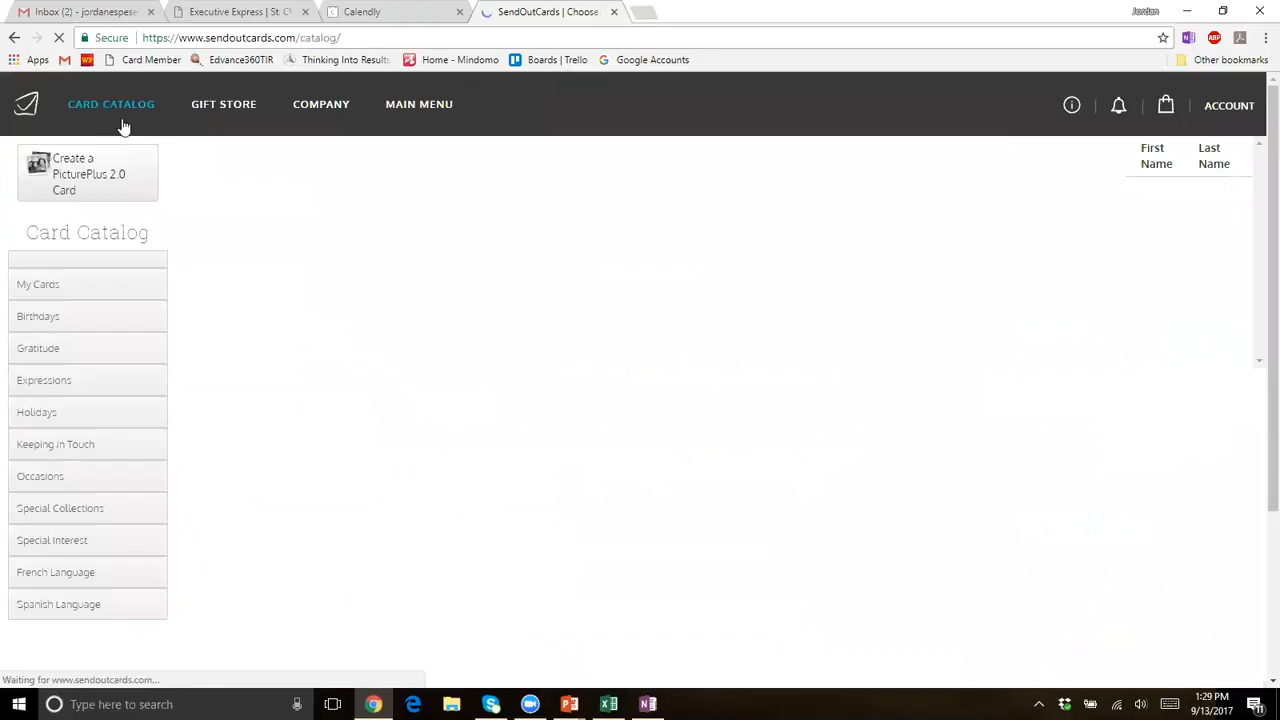 Inbox (2) - jordanespese
Executive Express | St. C
Calendly
SendOutCards | Choose
Jordan
Secure
https://www.sendoutcards.com/catalog/
Apps
Card Member
Edvance360TIR
Thinking Into Results
Home - Mindomo
Boards | Trello
Google Accounts
Other bookmarks
CARD CATALOG
GIFT STORE
COMPANY
MAIN MENU
ACCOUNT
Create a
PicturePlus 2.0
Card
First
Name
Last
Name
Card Catalog
My Cards
Birthdays
Gratitude
Expressions
Holidays
Keeping In Touch
Occasions
Special Collections
Special Interest
French Language
Spanish Language
Waiting for www.sendoutcards.com...
Type here to search
1:29 PM
9/13/2017